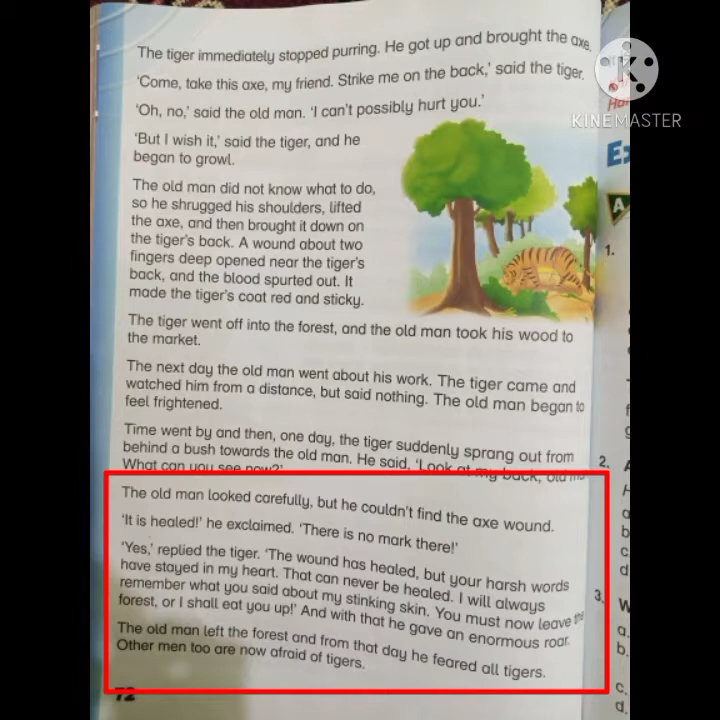 The tiger immediately stopped purring. He got up and brought the axe.
'Come, take this axe, my friend. Strike me on the back,' said the tiger.
'Oh, no,' said the old man. 'I can't possibly hurt you.'
'But I wish it,' said the tiger, and he
began to growl.
The old man did not know what to do,
so he shrugged his shoulders, lifted
the axe, and then brought it down on
the tiger's back. A wound about two
fingers deep opened near the tiger's
back, and the blood spurted out. It
made the tiger's coat red and sticky.
The tiger went off into the forest, and the old man took his wood to
the market.
The next day the old man went about his work. The tiger came and
watched him from a distance, but said nothing. The old man began to
feel frightened.
Time went by and then, one day, the tiger suddenly sprang out from
behind a bush towards the old man. He said, 'Look at my back, old
What can you see now?'
The old man looked carefully, but he couldn't find the axe wound.
'It is healed!' he exclaimed. 'There is no mark there!'
'Yes,' replied the tiger. 'The wound has healed, but your harsh words
have stayed in my heart. That can never be healed. I will always
remember what you said about my stinking skin. You must now leave the
forest, or I shall eat you up!' And with that he gave an enormous roar.
The old man left the forest and from that day he feared all tigers.
Other men too are now afraid of tigers.
72
K
KINEMASTER
A
1.
2.
a
b
c
d
3.
W
a.
b.
c.
d.